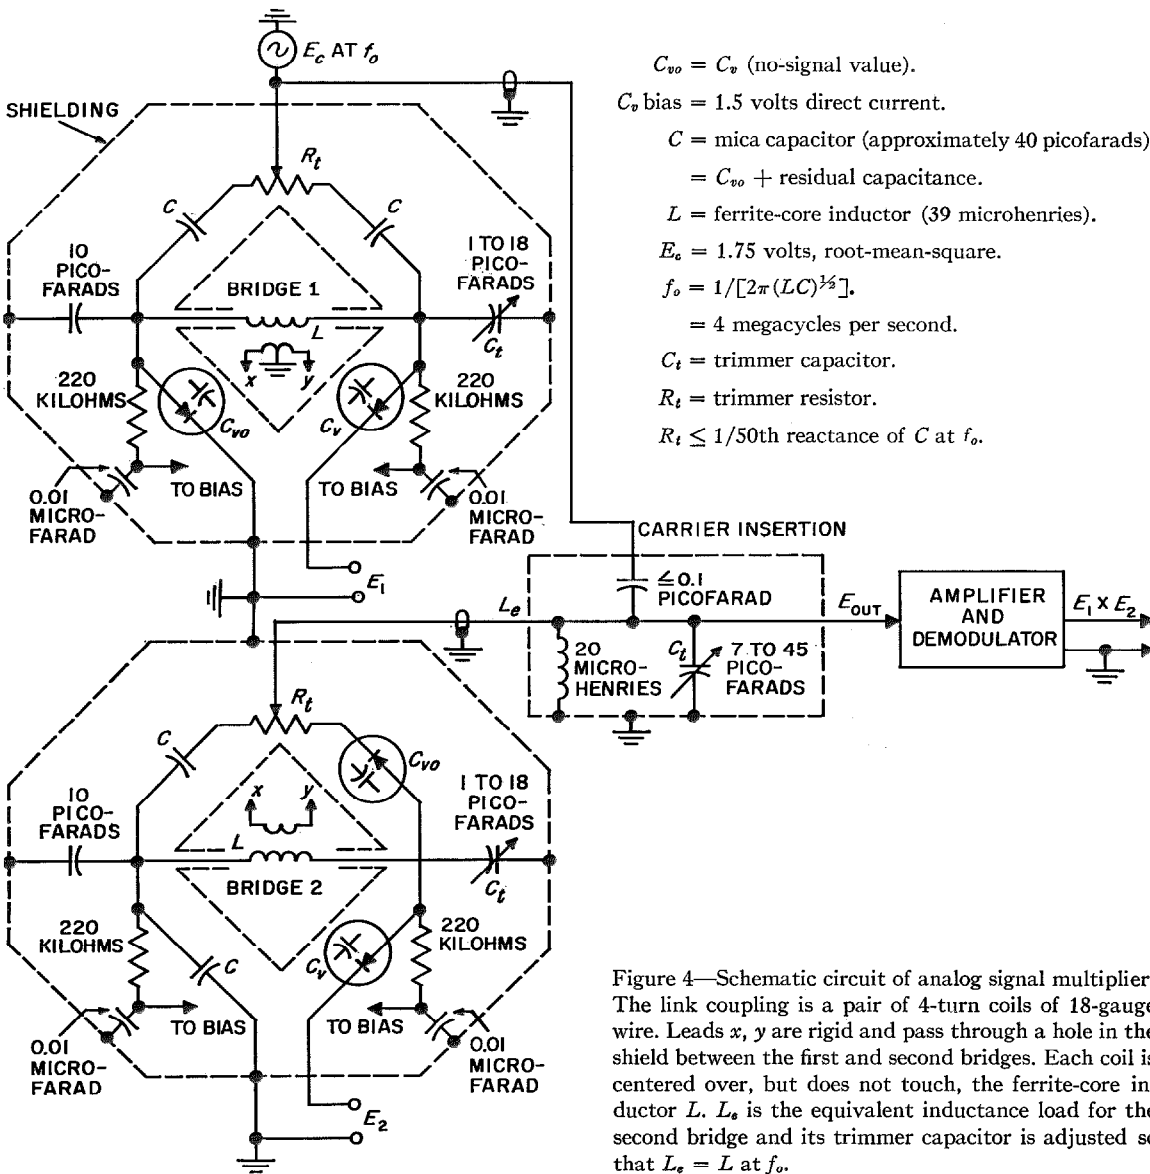 E_c AT f_o
SHIELDING
R_t
C
C
10
PICO-
FARADS
1 TO 18
PICO-
FARADS
BRIDGE 1
L
C_t
x
y
220
KILOHMS
C_vo
C_v
220
KILOHMS
TO BIAS
TO BIAS
0.01
MICRO-
FARAD
0.01
MICRO-
FARAD
E_1
C_vo = C_v (no-signal value).
C_v bias = 1.5 volts direct current.
C = mica capacitor (approximately 40 picofarads)
= C_vo + residual capacitance.
L = ferrite-core inductor (39 microhenries).
E_c = 1.75 volts, root-mean-square.
f_o = 1/[2π(LC)^½].
= 4 megacycles per second.
C_t = trimmer capacitor.
R_t = trimmer resistor.
R_t ≤ 1/50th reactance of C at f_o.
CARRIER INSERTION
≤0.1
PICOFARAD
L_e
E_OUT
AMPLIFIER
AND
DEMODULATOR
E_1 X E_2
20
MICRO-
HENRIES
C_t
7 TO 45
PICO-
FARADS
R_t
C
C_vo
10
PICO-
FARADS
x
y
1 TO 18
PICO-
FARADS
L
BRIDGE 2
C_t
220
KILOHMS
C
C_v
220
KILOHMS
TO BIAS
TO BIAS
0.01
MICRO-
FARAD
0.01
MICRO-
FARAD
E_2
Figure 4—Schematic circuit of analog signal multiplier
The link coupling is a pair of 4-turn coils of 18-gauge
wire. Leads x, y are rigid and pass through a hole in the
shield between the first and second bridges. Each coil is
centered over, but does not touch, the ferrite-core in-
ductor L. L_e is the equivalent inductance load for the
second bridge and its trimmer capacitor is adjusted so
that L_e = L at f_o.